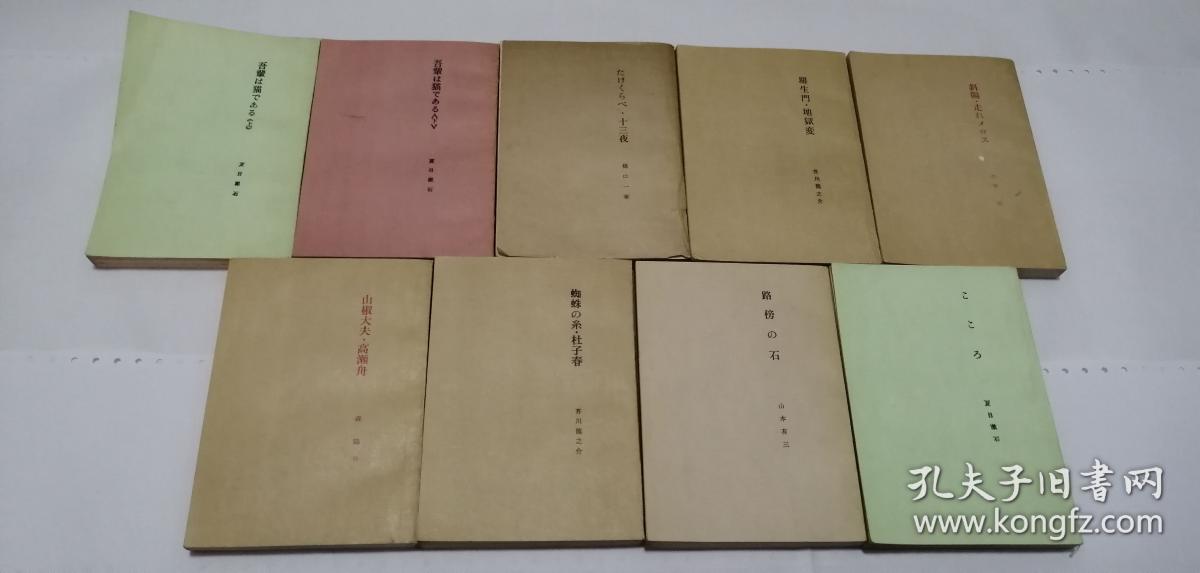 吾輩は猫である(上)
夏目漱石
吾輩は猫である<下>
夏目漱石
たけくらべ・十三夜
樋口一葉
羅生門・地獄変
芥川龍之介
斜陽・走れメロス
山椒大夫・高瀬舟
森鷗外
蜘蛛の糸・杜子春
芥川龍之介
路傍の石
山本有三
こころ
夏目漱石
孔夫子旧书网
www.kongfz.com